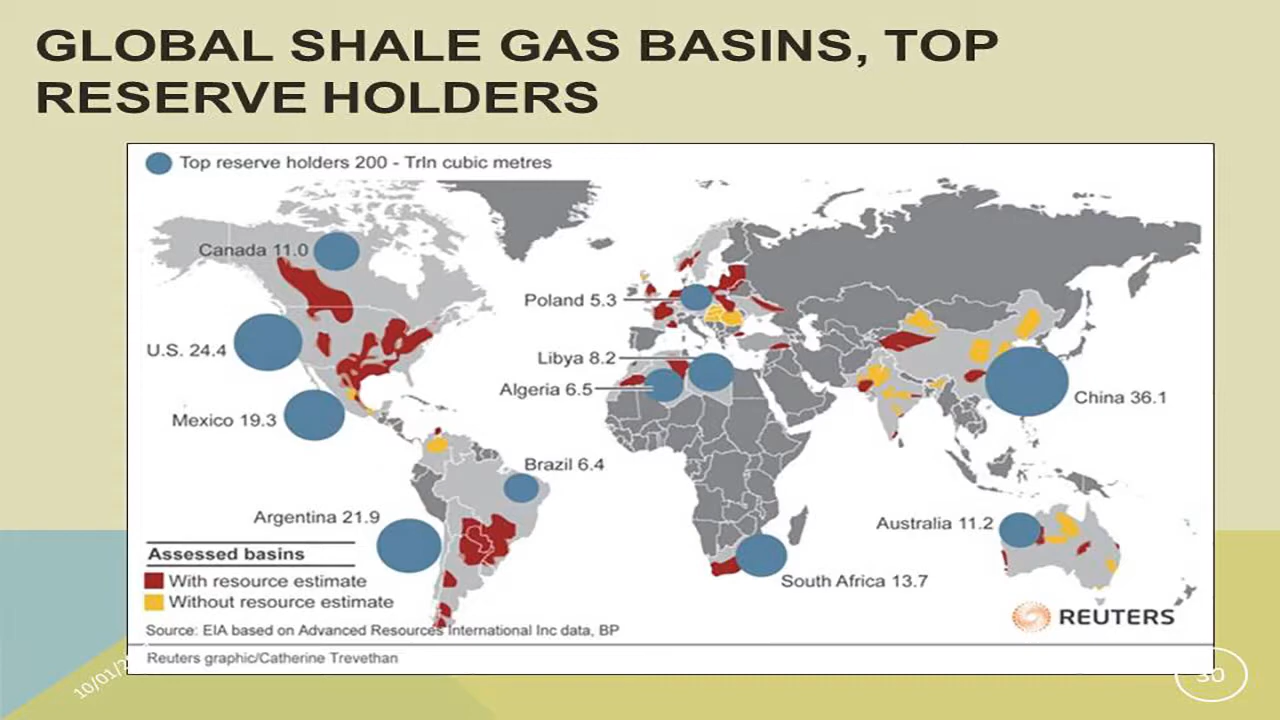 GLOBAL SHALE GAS BASINS, TOP
RESERVE HOLDERS
Top reserve holders 200 - Trln cubic metres
Canada 11.0
U.S. 24.4
Mexico 19.3
Poland 5.3
Libya 8.2
Algeria 6.5
China 36.1
Brazil 6.4
Argentina 21.9
Australia 11.2
South Africa 13.7
Assessed basins
With resource estimate
Without resource estimate
REUTERS
Source: EIA based on Advanced Resources International Inc data, BP
Reuters graphic/Catherine Trevethan
10/01/2
30